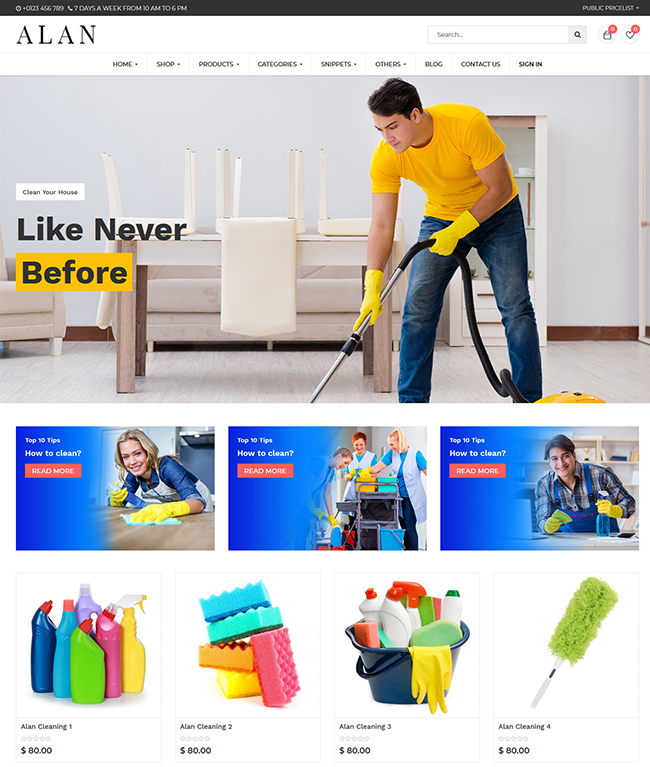 +0123 456 789 7 DAYS A WEEK FROM 10 AM TO 6 PM PUBLIC PRICELIST
ALAN
Search...
0 0
HOME SHOP PRODUCTS CATEGORIES SNIPPETS OTHERS BLOG CONTACT US SIGN IN
Clean Your House
Like Never
Before
Top 10 Tips
How to clean?
READ MORE
Top 10 Tips
How to clean?
READ MORE
Top 10 Tips
How to clean?
READ MORE
Alan Cleaning 1
$ 80.00
Alan Cleaning 2
$ 80.00
Alan Cleaning 3
$ 80.00
Alan Cleaning 4
$ 80.00